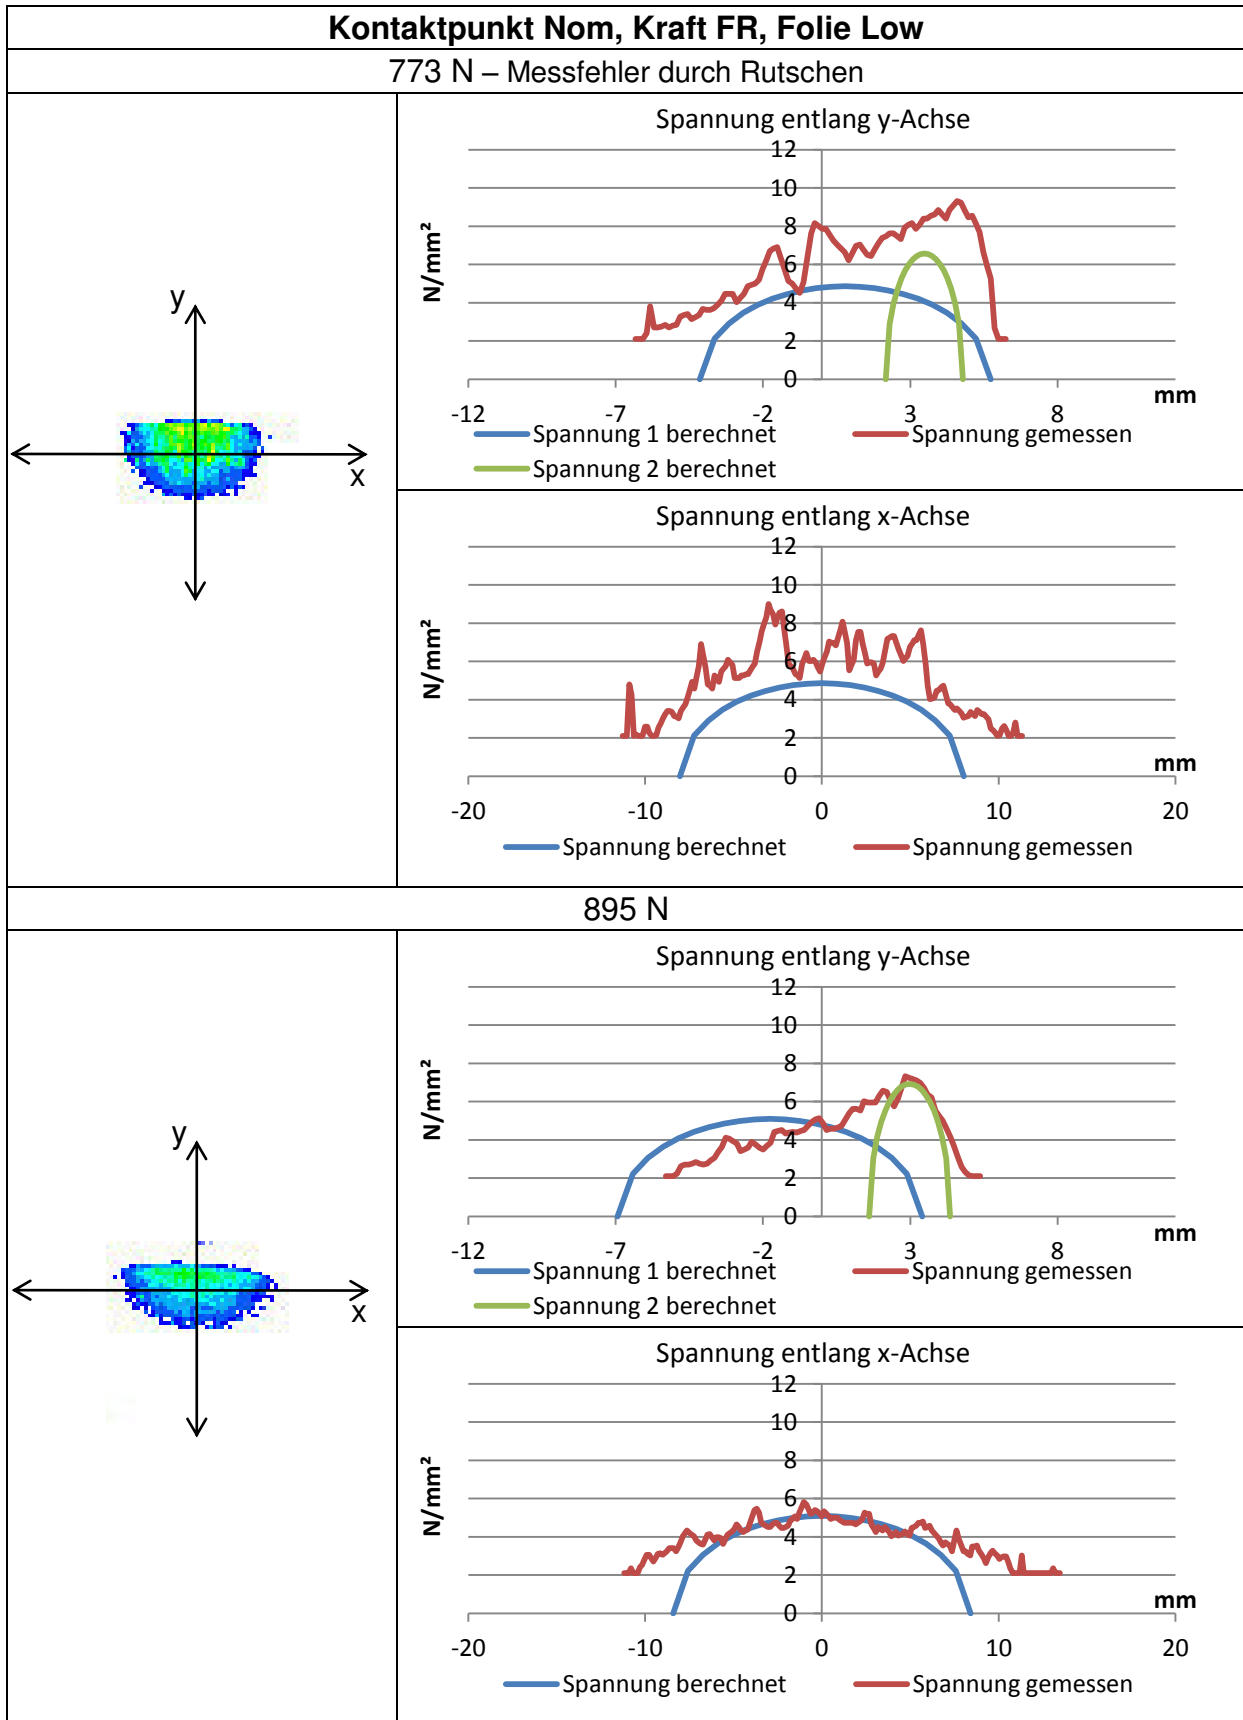 Kontaktpunkt Nom, Kraft FR, Folie Low
773 N – Messfehler durch Rutschen
y
x
Spannung entlang y-Achse
N/mm²
12
10
8
6
4
2
0
-12 -7 -2 3 8
mm
Spannung 1 berechnet Spannung gemessen
Spannung 2 berechnet
Spannung entlang x-Achse
N/mm²
12
10
8
6
4
2
0
-20 -10 0 10 20
mm
Spannung berechnet Spannung gemessen
895 N
y
x
Spannung entlang y-Achse
N/mm²
12
10
8
6
4
2
0
-12 -7 -2 3 8
mm
Spannung 1 berechnet Spannung gemessen
Spannung 2 berechnet
Spannung entlang x-Achse
N/mm²
12
10
8
6
4
2
0
-20 -10 0 10 20
mm
Spannung berechnet Spannung gemessen